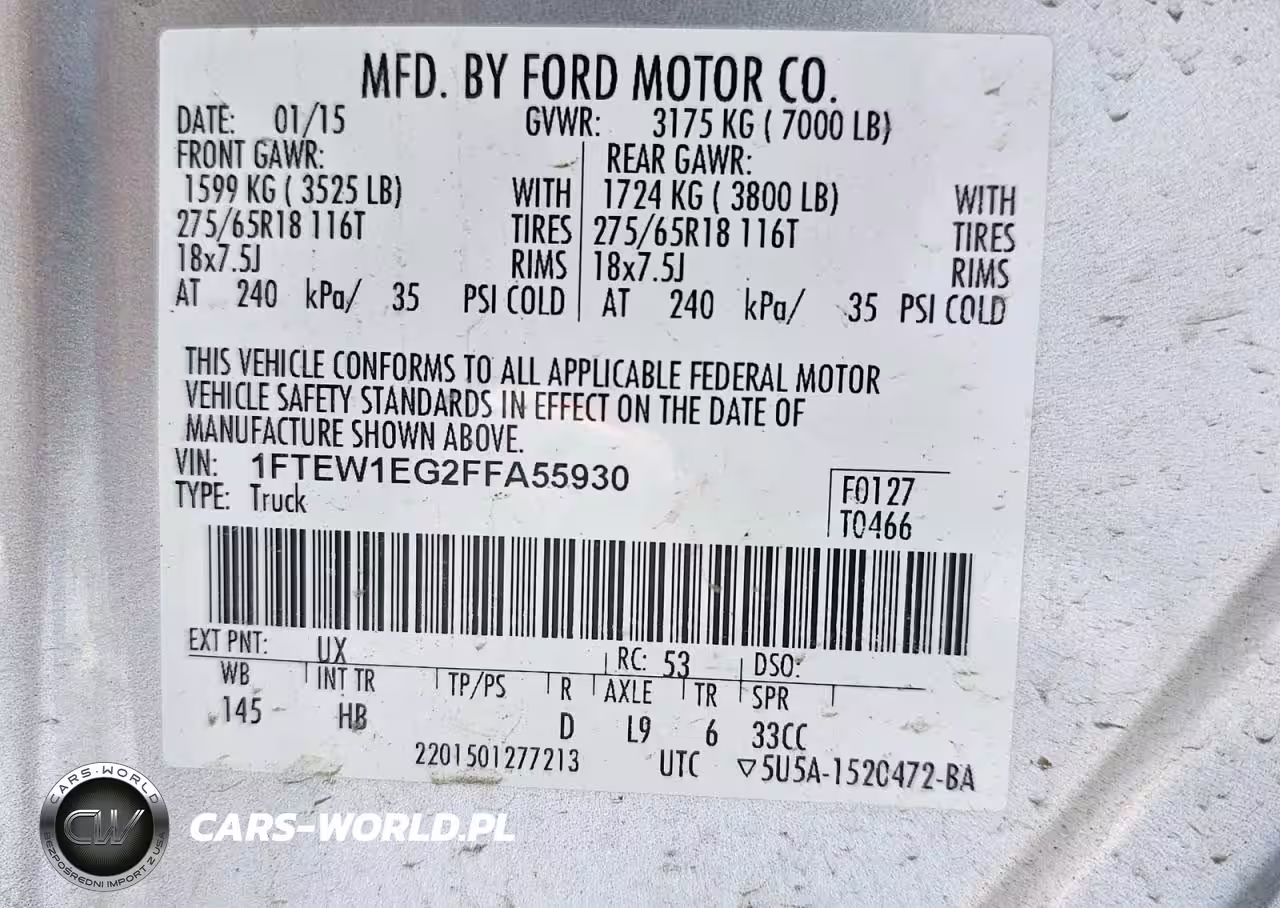 MFD. BY FORD MOTOR CO.
DATE: 01/15 GVWR: 3175 KG ( 7000 LB)
FRONT GAWR: REAR GAWR:
1599 KG ( 3525 LB) WITH 1724 KG ( 3800 LB) WITH
275/65R18 116T TIRES 275/65R18 116T TIRES
18x7.5J RIMS 18x7.5J RIMS
AT 240 kPa/ 35 PSI COLD AT 240 kPa/ 35 PSI COLD
THIS VEHICLE CONFORMS TO ALL APPLICABLE FEDERAL MOTOR
VEHICLE SAFETY STANDARDS IN EFFECT ON THE DATE OF
MANUFACTURE SHOWN ABOVE.
VIN: 1FTEW1EG2FFA55930
TYPE: Truck
F0127
T0466
EXT PNT: UX RC: 53 DSO:
WB INT TR TP/PS R AXLE TR SPR
145 HB D L9 6 33CC
2201501277213 UTC ▽5U5A-1520472-BA
CARS-WORLD
CW
BEZPOŚREDNI IMPORT Z USA
CARS-WORLD.PL